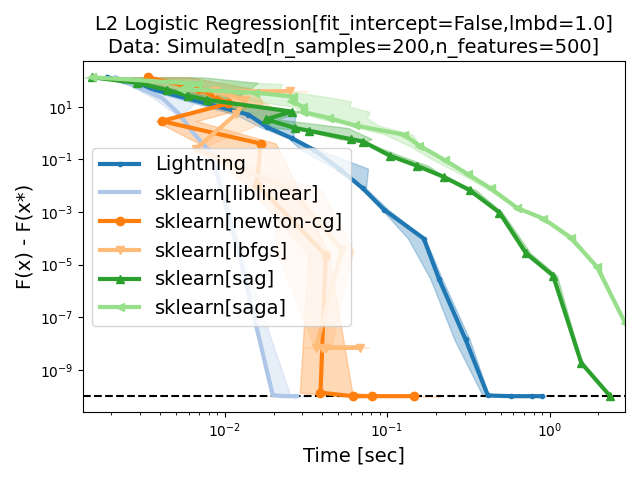 L2 Logistic Regression[fit_intercept=False,lmbd=1.0]
Data: Simulated[n_samples=200,n_features=500]
F(x) - F(x*)
10^1
10^-1
10^-3
10^-5
10^-7
10^-9
Lightning
sklearn[liblinear]
sklearn[newton-cg]
sklearn[lbfgs]
sklearn[sag]
sklearn[saga]
10^-2
10^-1
10^0
Time [sec]